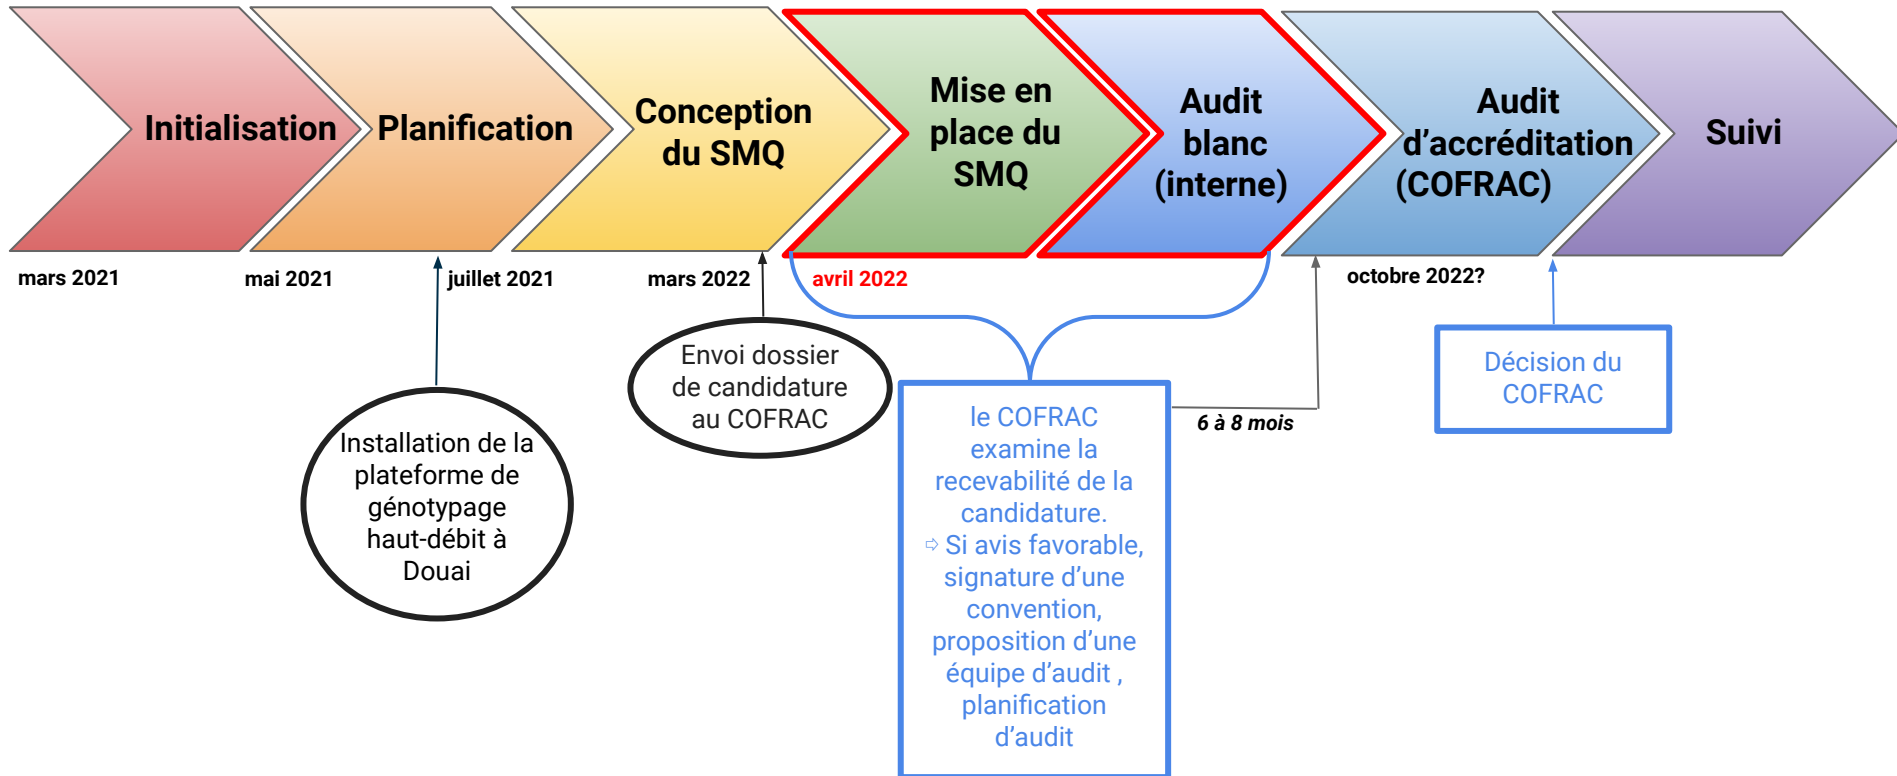 Initialisation
Planification
Conception
du SMQ
Mise en
place du
SMQ
Audit
blanc
(interne)
Audit
d’accréditation
(COFRAC)
Suivi
mars 2021
mai 2021
juillet 2021
mars 2022
avril 2022
octobre 2022?
Installation de la
plateforme de
génotypage
haut-débit à
Douai
Envoi dossier
de candidature
au COFRAC
le COFRAC
examine la
recevabilité de la
candidature.
⇨ Si avis favorable,
signature d’une
convention,
proposition d’une
équipe d’audit ,
planification
d’audit
6 à 8 mois
Décision du
COFRAC